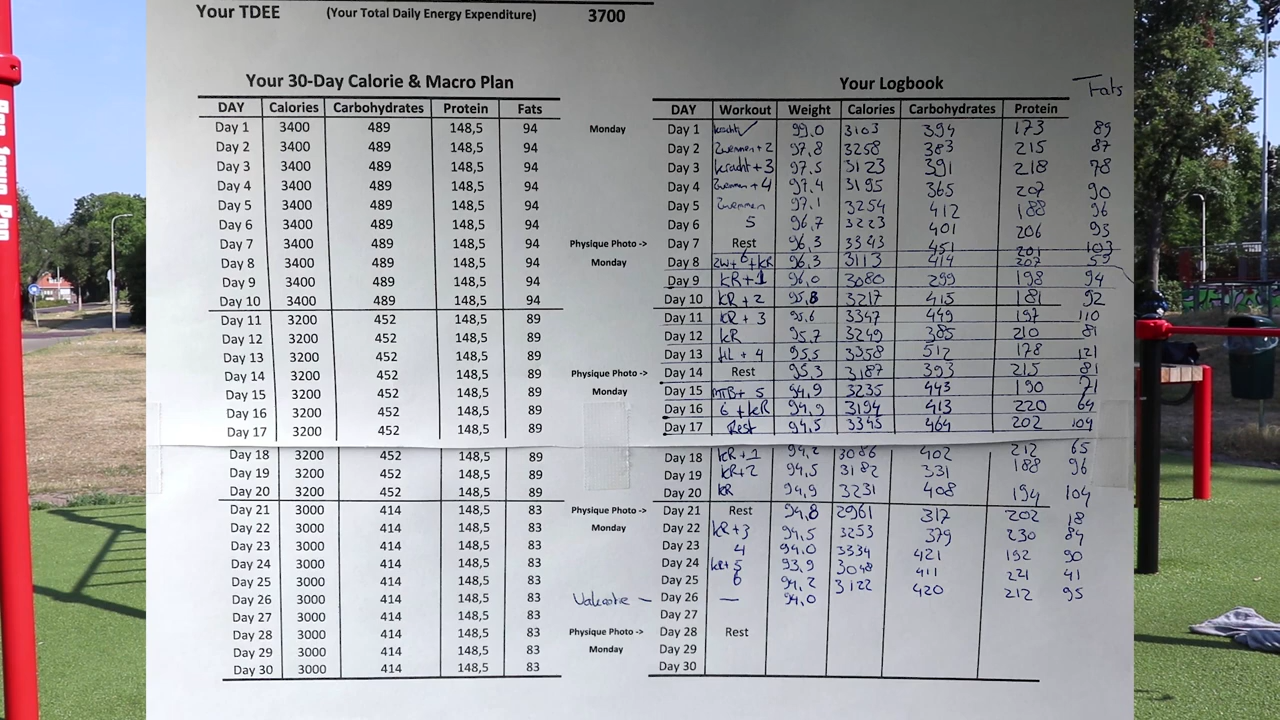 Your TDEE (Your Total Daily Energy Expenditure) 3700
Your 30-Day Calorie & Macro Plan
DAY Calories Carbohydrates Protein Fats
Day 1 3400 489 148,5 94
Day 2 3400 489 148,5 94
Day 3 3400 489 148,5 94
Day 4 3400 489 148,5 94
Day 5 3400 489 148,5 94
Day 6 3400 489 148,5 94
Day 7 3400 489 148,5 94
Day 8 3400 489 148,5 94
Day 9 3400 489 148,5 94
Day 10 3400 489 148,5 94
Day 11 3200 452 148,5 89
Day 12 3200 452 148,5 89
Day 13 3200 452 148,5 89
Day 14 3200 452 148,5 89
Day 15 3200 452 148,5 89
Day 16 3200 452 148,5 89
Day 17 3200 452 148,5 89
Day 18 3200 452 148,5 89
Day 19 3200 452 148,5 89
Day 20 3200 452 148,5 89
Day 21 3000 414 148,5 83
Day 22 3000 414 148,5 83
Day 23 3000 414 148,5 83
Day 24 3000 414 148,5 83
Day 25 3000 414 148,5 83
Day 26 3000 414 148,5 83
Day 27 3000 414 148,5 83
Day 28 3000 414 148,5 83
Day 29 3000 414 148,5 83
Day 30 3000 414 148,5 83
Your Logbook
DAY Workout Weight Calories Carbohydrates Protein Fats
Monday Day 1 kracht 99.0 3103 394 173 89
Day 2 Zwemmen + 2 97.8 3258 383 215 87
Day 3 kracht + 3 97.5 3123 391 218 78
Day 4 Zwemmen + 4 97.4 3195 365 207 90
Day 5 Zwemmen 97.1 3254 412 188 96
Day 6 5 96,7 3223 401 206 95
Physique Photo -> Day 7 Rest 96,3 3343 451 201 103
Monday Day 8 ZW + 6 + KR 96,3 3113 414 207
Day 9 KR + 1 96,0 3080 299 198 94
Day 10 KR + 2 95,8 3217 415 181 92
Day 11 KR + 3 95,6 3347 449 197 110
Day 12 KR 95,7 3249 385 210 81
Day 13 HL + 4 95,5 3358 512 178 121
Physique Photo -> Day 14 Rest 95,3 3187 393 215 81
Monday Day 15 MTB + 5 94,9 3235 443 190 71
Day 16 6 + KR 94,9 3194 413 220 64
Day 17 Rest 94,5 3345 464 202 104
Day 18 KR + 1 94,2 3086 402 212 65
Day 19 KR + 2 94,5 3182 331 188 96
Day 20 KR 94,9 3231 408 194 104
Physique Photo -> Day 21 Rest 94,8 2961 317 202 18
Monday Day 22 KR + 3 94,5 3253 379 230 84
Day 23 4 94.0 3334 421 192 90
Day 24 KR + 5 93,9 3048 411 221 41
Day 25 6 94,2 3122 420 212 95
Vakantie – Day 26 — 94,0
Day 27
Physique Photo -> Day 28 Rest
Monday Day 29
Day 30